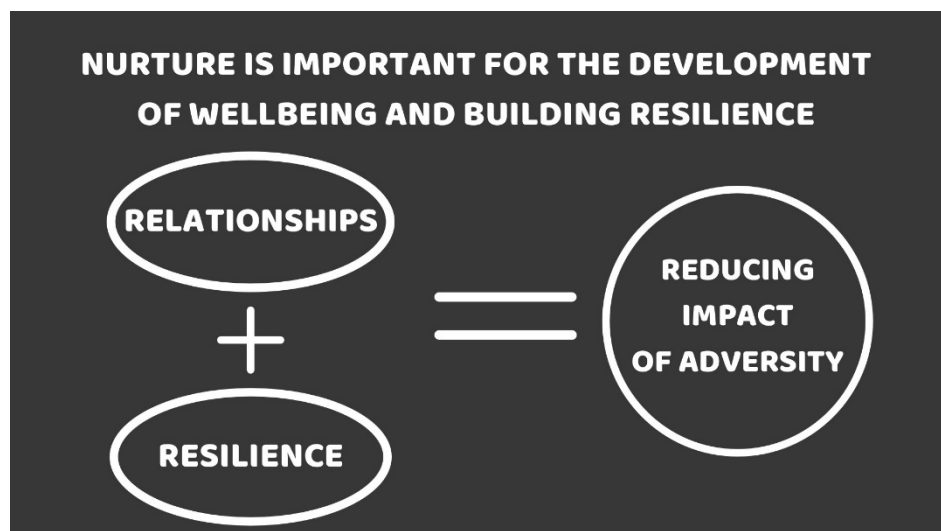 NURTURE IS IMPORTANT FOR THE DEVELOPMENT
OF WELLBEING AND BUILDING RESILIENCE
RELATIONSHIPS
+
RESILIENCE
=
REDUCING
IMPACT
OF ADVERSITY